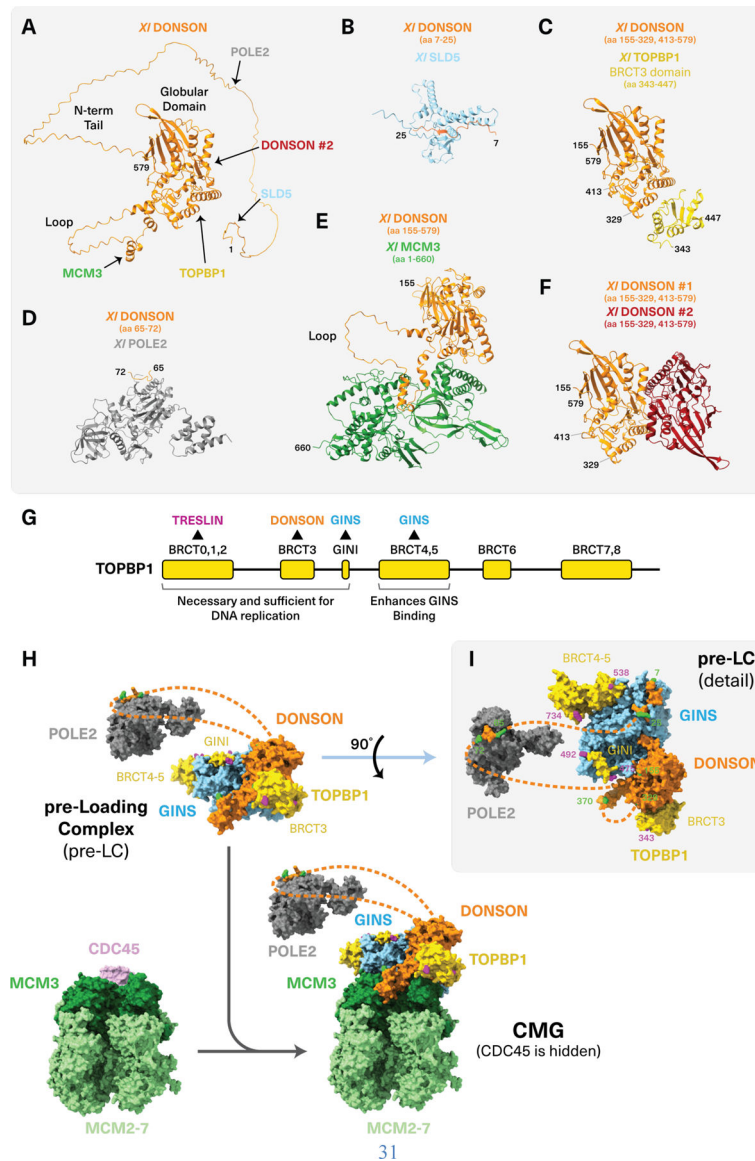 A
Xl DONSON
POLE2
N-term
Tail
Globular
Domain
DONSON #2
579
SLD5
Loop
1
MCM3
TOPBP1
B
Xl DONSON
(aa 7-25)
Xl SLD5
25
7
C
Xl DONSON
(aa 155-329, 413-579)
Xl TOPBP1
BRCT3 domain
(aa 343-447)
155
579
413
329
447
343
D
Xl DONSON
(aa 65-72)
Xl POLE2
72
65
E
Xl DONSON
(aa 155-579)
Xl MCM3
(aa 1-660)
155
Loop
660
F
Xl DONSON #1
(aa 155-329, 413-579)
Xl DONSON #2
(aa 155-329, 413-579)
155
579
413
329
G
TRESLIN DONSON GINS GINS
BRCT0,1,2 BRCT3 GINI BRCT4,5 BRCT6 BRCT7,8
TOPBP1
Necessary and sufficient for
DNA replication
Enhances GINS
Binding
H
POLE2
DONSON
GINI
BRCT4-5
TOPBP1
GINS
BRCT3
pre-Loading
Complex
(pre-LC)
90°
I
pre-LC
(detail)
BRCT4-5
538
7
734
GINS
492
GINI
DONSON
POLE2
370
BRCT3
343
TOPBP1
CDC45
MCM3
MCM2-7
DONSON
GINS
POLE2
TOPBP1
MCM3
CMG
(CDC45 is hidden)
MCM2-7
31